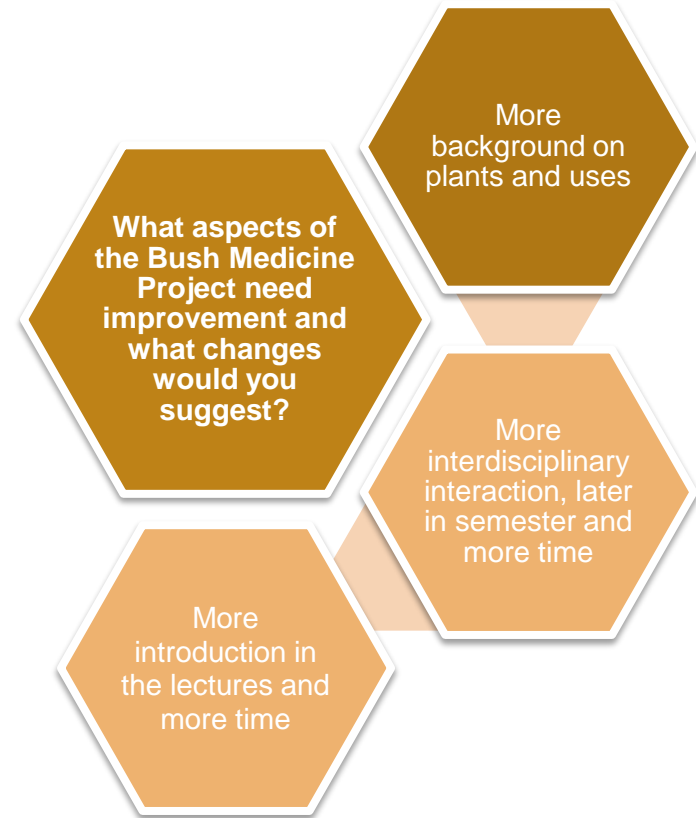 What aspects of
the Bush Medicine
Project need
improvement and
what changes
would you
suggest?
More
background on
plants and uses
More
interdisciplinary
interaction, later
in semester and
more time
More
introduction in
the lectures and
more time